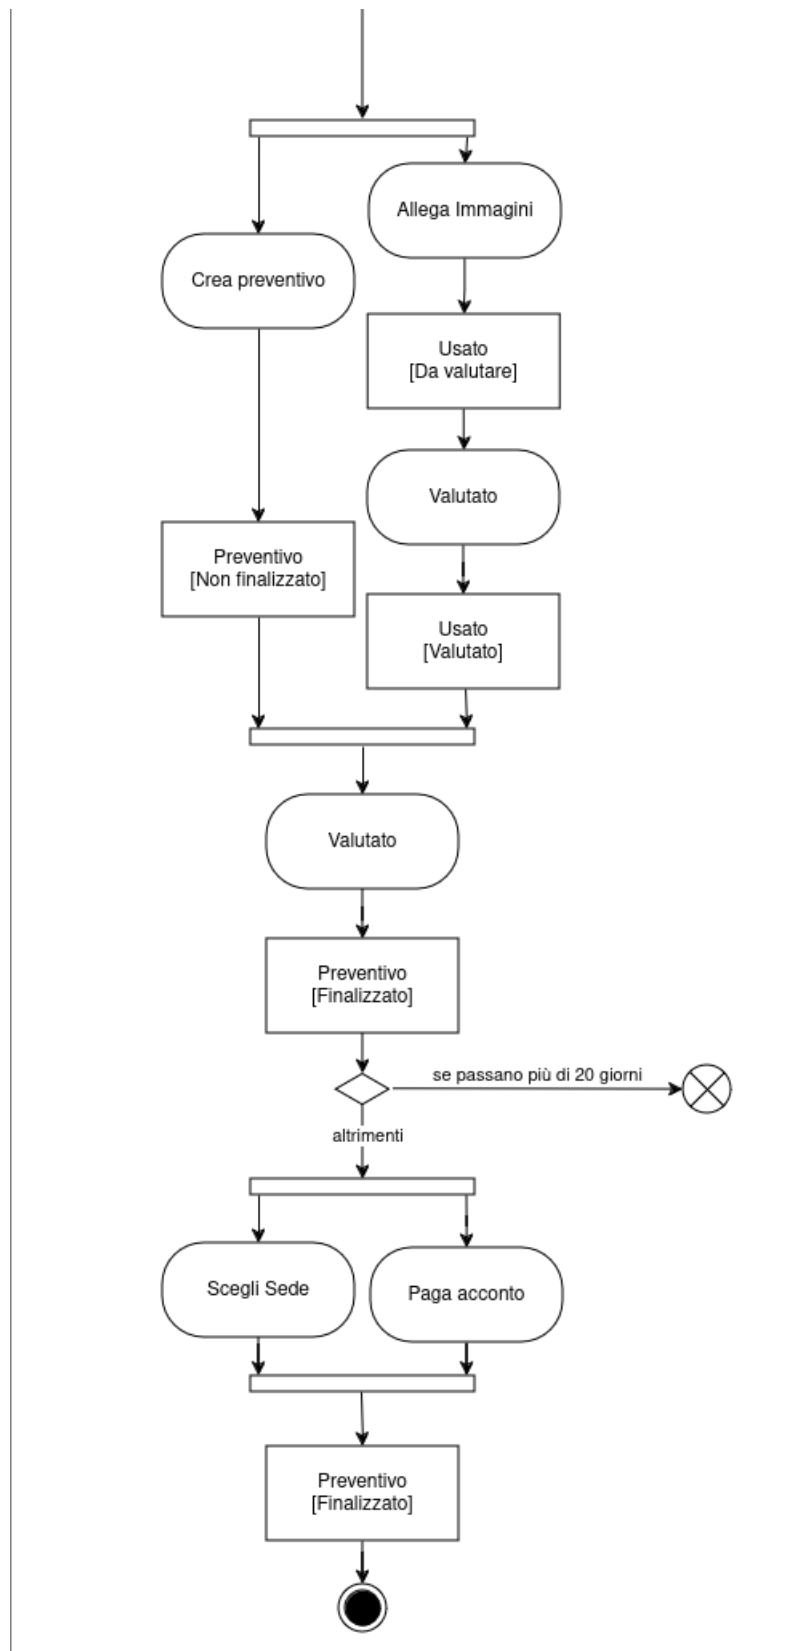 Allega Immagini
Crea preventivo
Usato
[Da valutare]
Valutato
Preventivo
[Non finalizzato]
Usato
[Valutato]
Valutato
Preventivo
[Finalizzato]
se passano più di 20 giorni
altrimenti
Scegli Sede
Paga acconto
Preventivo
[Finalizzato]